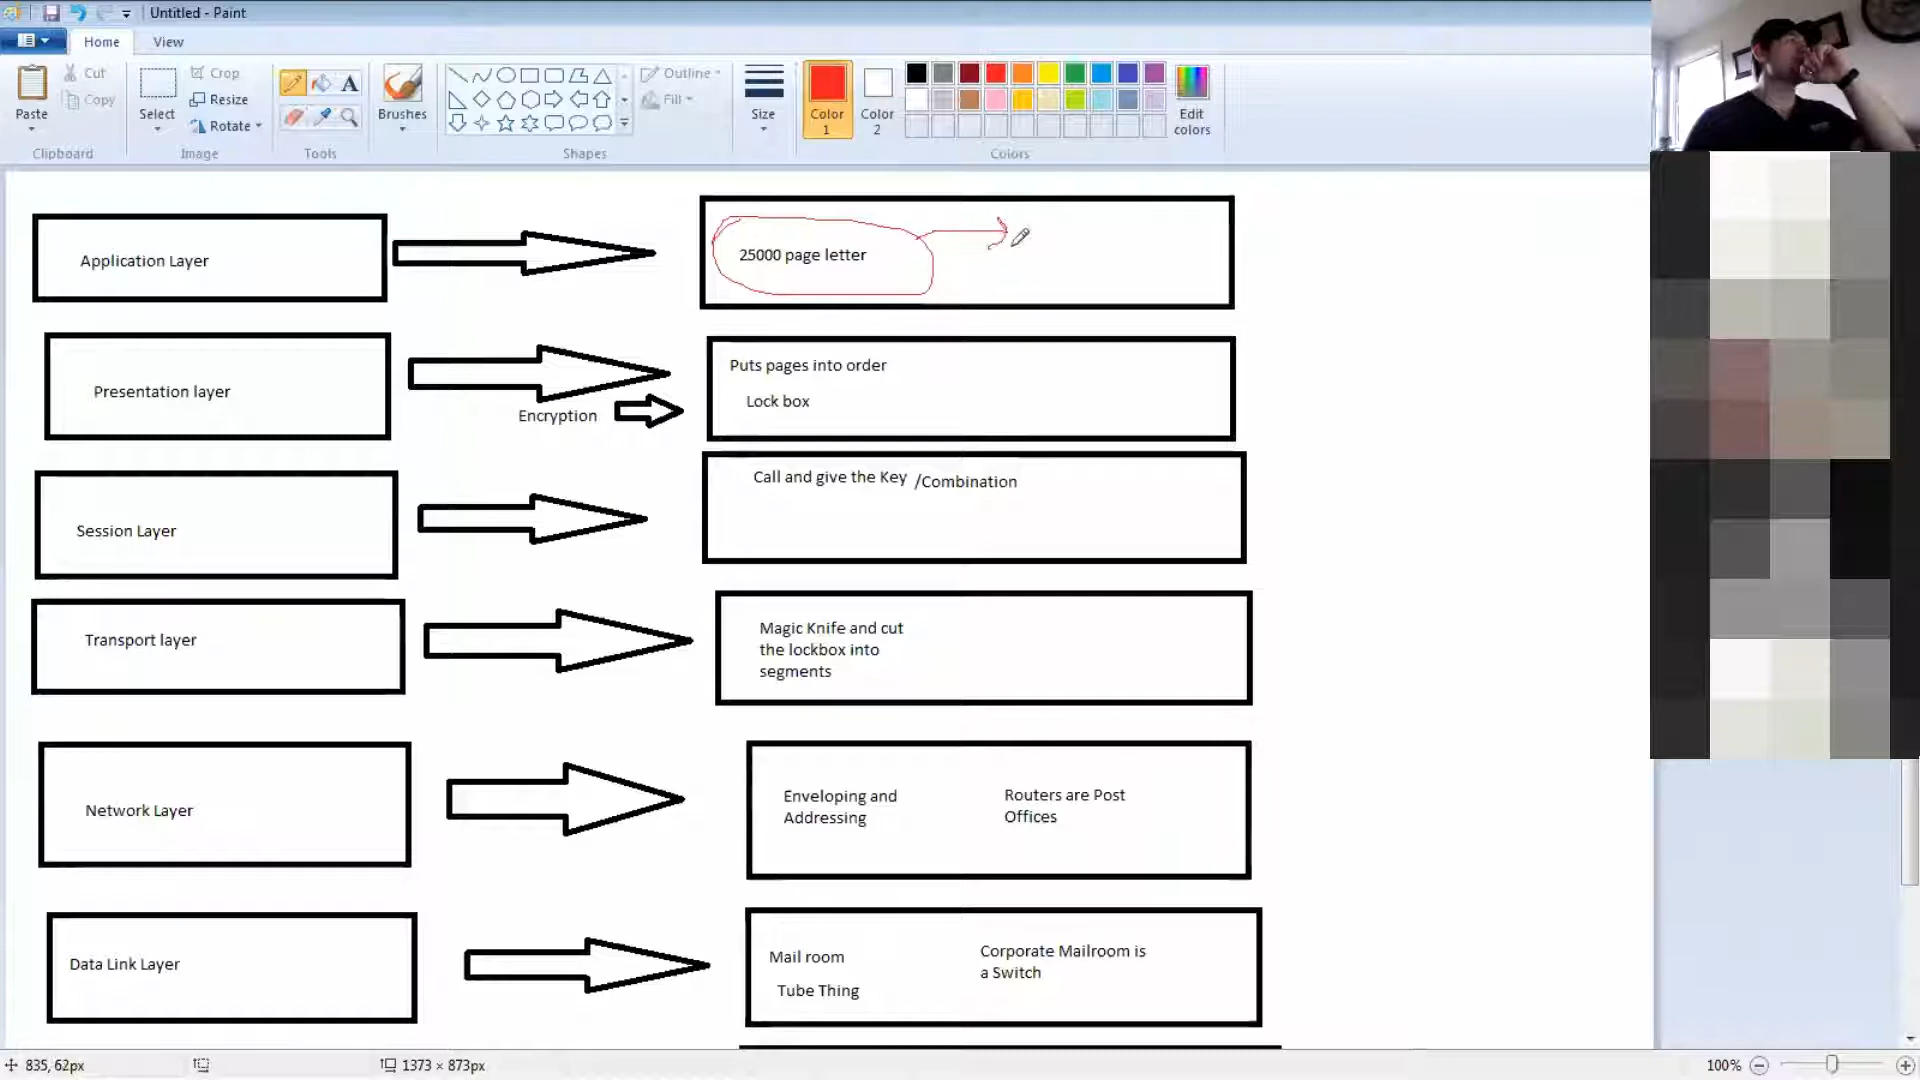 Untitled - Paint
Home
View
Paste
Cut
Copy
Clipboard
Select
Crop
Resize
Rotate
Image
Tools
Brushes
Shapes
Outline
Fill
Size
Color
1
Color
2
Edit
colors
Colors
Application Layer
25000 page letter
Presentation layer
Encryption
Puts pages into order
Lock box
Session Layer
Call and give the Key /Combination
Transport layer
Magic Knife and cut
the lockbox into
segments
Network Layer
Enveloping and
Addressing
Routers are Post
Offices
Data Link Layer
Mail room
Tube Thing
Corporate Mailroom is
a Switch
835, 62px
1373 × 873px
100%